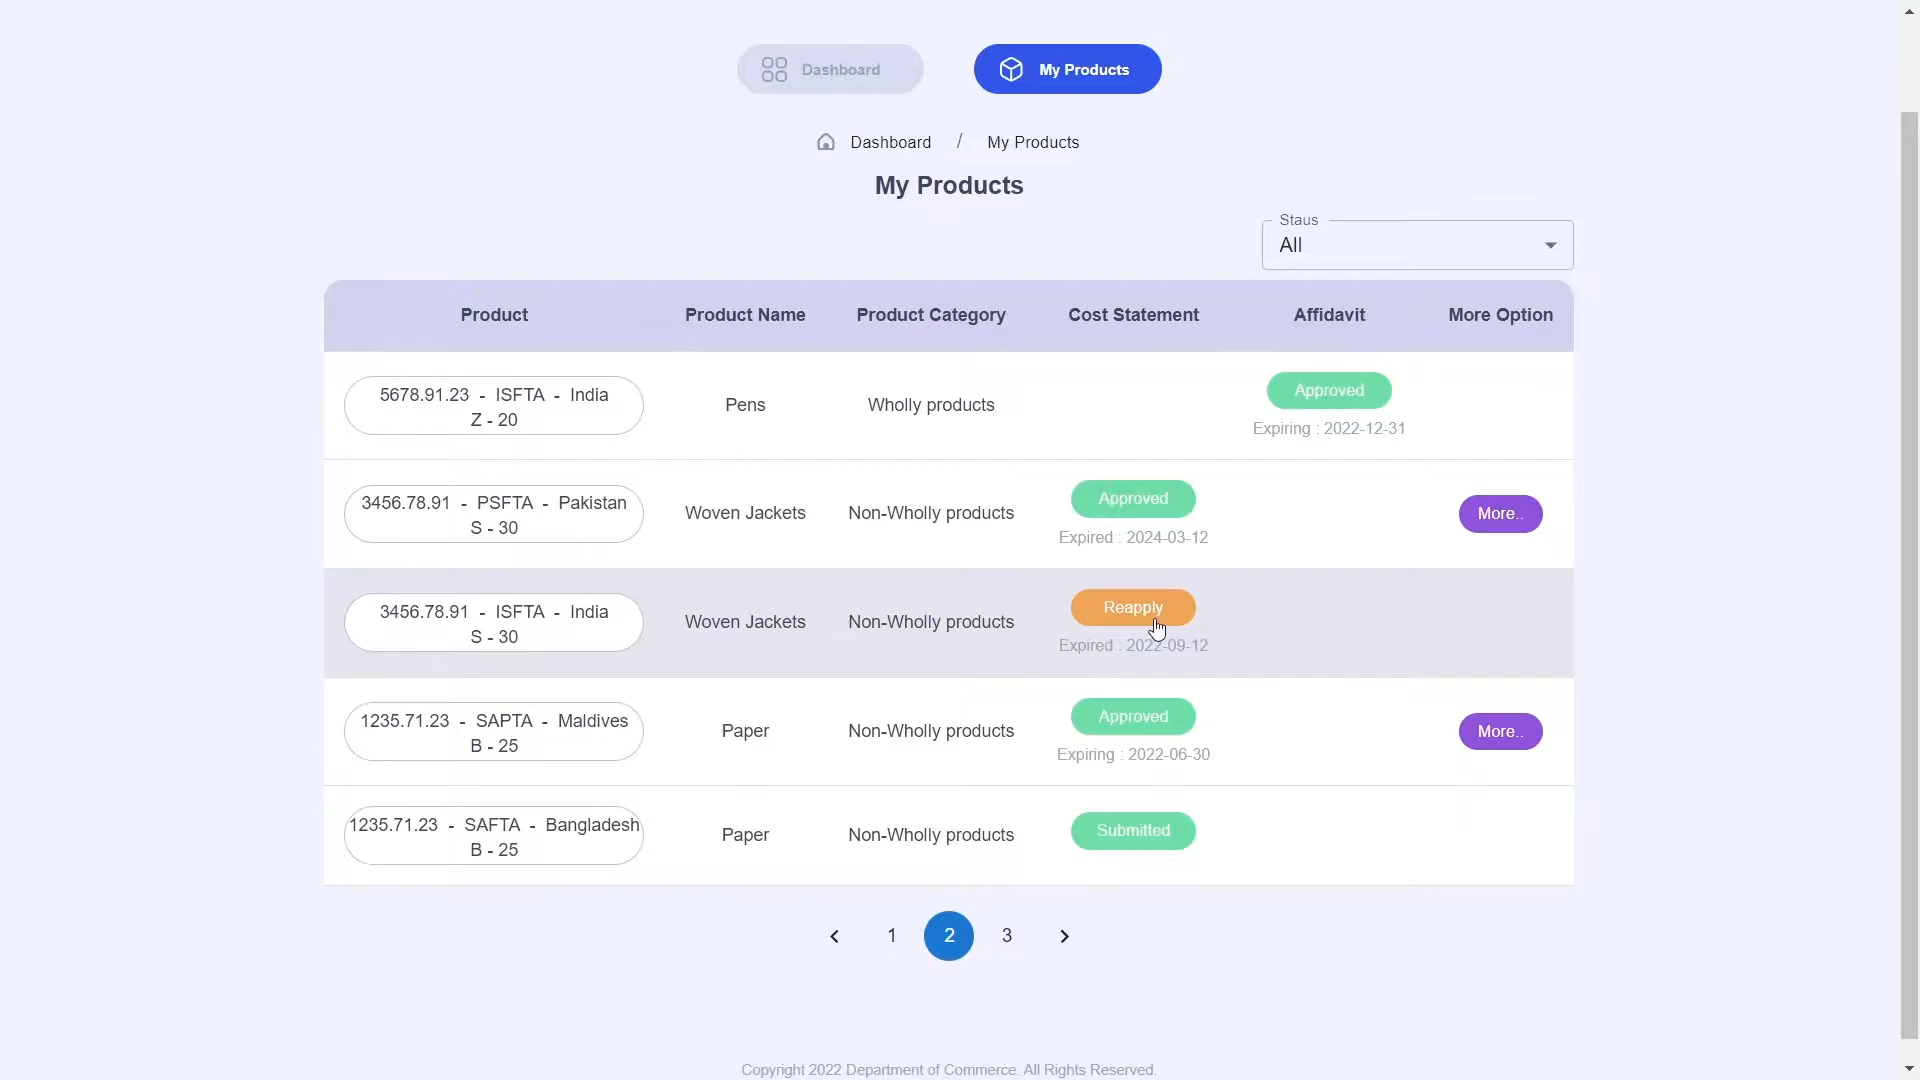 Dashboard
My Products
Dashboard / My Products
My Products
Staus
All
Product Product Name Product Category Cost Statement Affidavit More Option
5678.91.23 - ISFTA - India
Z - 20
Pens
Wholly products
Approved
Expiring : 2022-12-31
3456.78.91 - PSFTA - Pakistan
S - 30
Woven Jackets
Non-Wholly products
Approved
Expired : 2024-03-12
More..
3456.78.91 - ISFTA - India
S - 30
Woven Jackets
Non-Wholly products
Reapply
Expired : 2022-09-12
1235.71.23 - SAPTA - Maldives
B - 25
Paper
Non-Wholly products
Approved
Expiring : 2022-06-30
More..
1235.71.23 - SAFTA - Bangladesh
B - 25
Paper
Non-Wholly products
Submitted
1 2 3
Copyright 2022 Department of Commerce. All Rights Reserved.